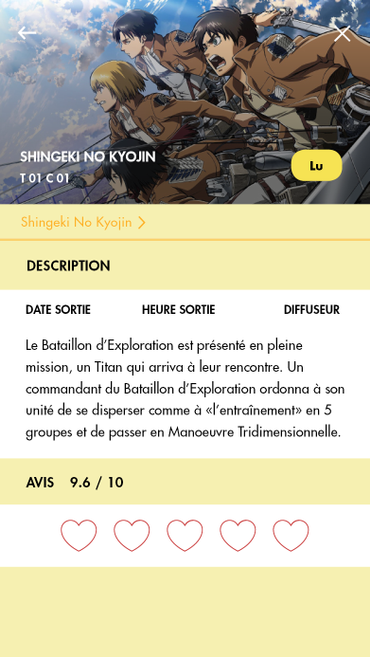 SHINGEKI NO KYOJIN
T 01 C 01
Lu
Shingeki No Kyojin
DESCRIPTION
DATE SORTIE HEURE SORTIE DIFFUSEUR
Le Bataillon d’Exploration est présenté en pleine
mission, un Titan qui arriva à leur rencontre. Un
commandant du Bataillon d’Exploration ordonna à son
unité de se disperser comme à «l’entraînement» en 5
groupes et de passer en Manoeuvre Tridimensionnelle.
AVIS 9.6 / 10